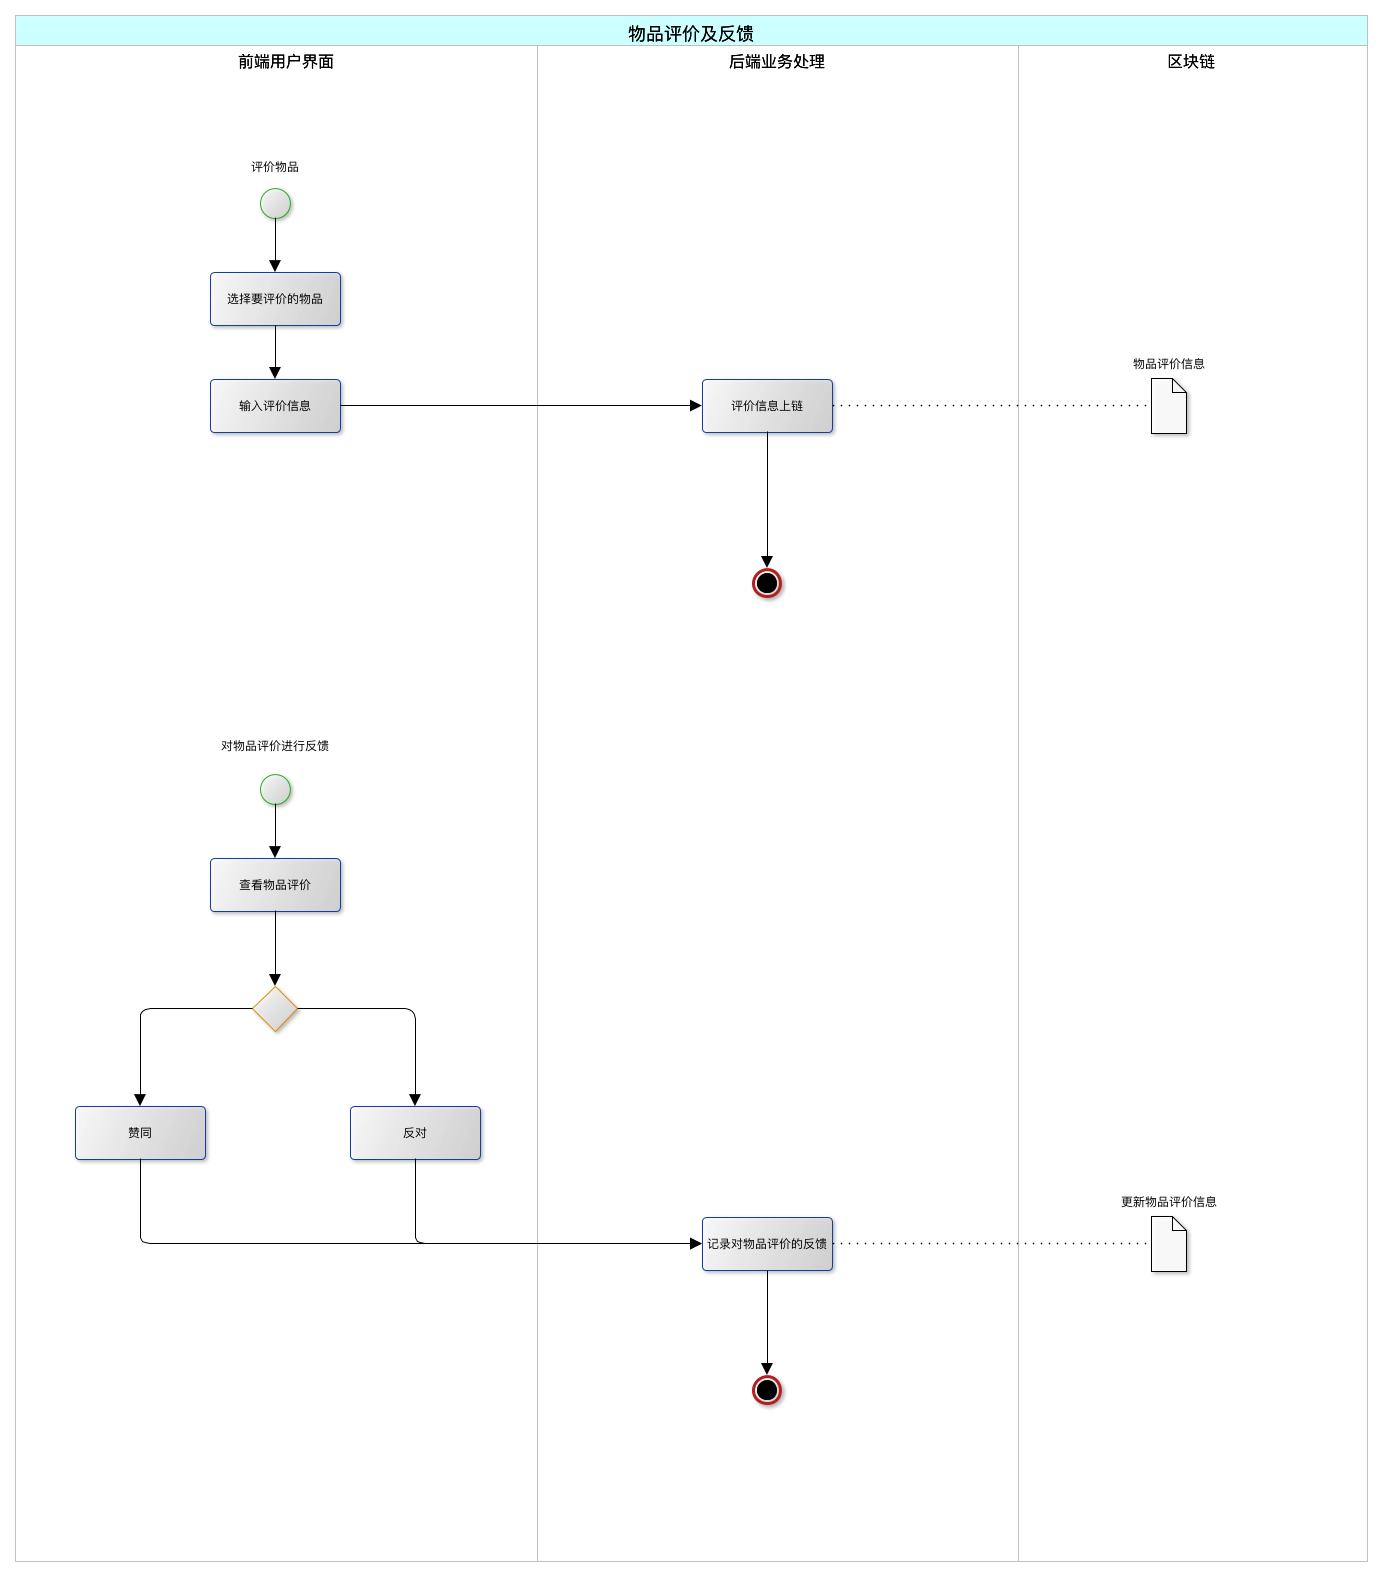 物品评价及反馈
前端用户界面
后端业务处理
区块链
评价物品
选择要评价的物品
物品评价信息
输入评价信息
评价信息上链
对物品评价进行反馈
查看物品评价
赞同
反对
更新物品评价信息
记录对物品评价的反馈